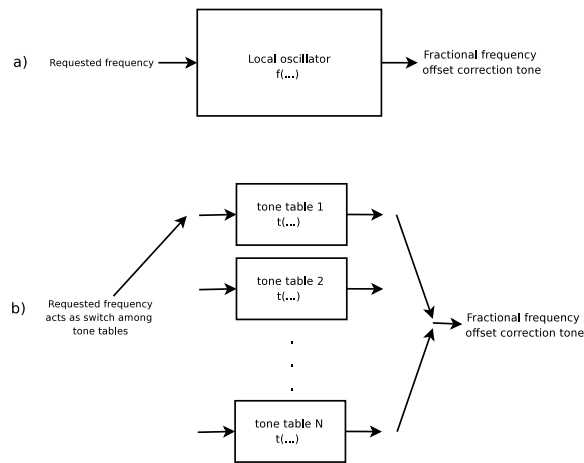 a)
Requested frequency
Local oscillator
f(...)
Fractional frequency
offset correction tone
b)
Requested frequency
acts as switch among
tone tables
tone table 1
t(...)
tone table 2
t(...)
.
.
.
tone table N
t(...)
Fractional frequency
offset correction tone